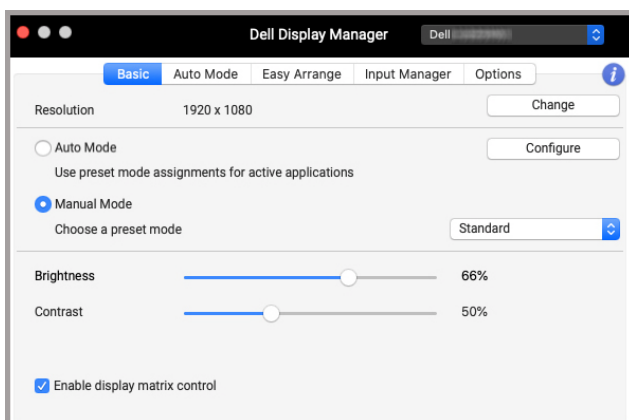 Dell Display Manager Dell
Basic Auto Mode Easy Arrange Input Manager Options i
Resolution 1920 x 1080 Change
Auto Mode Configure
Use preset mode assignments for active applications
Manual Mode
Choose a preset mode Standard
Brightness 66%
Contrast 50%
Enable display matrix control